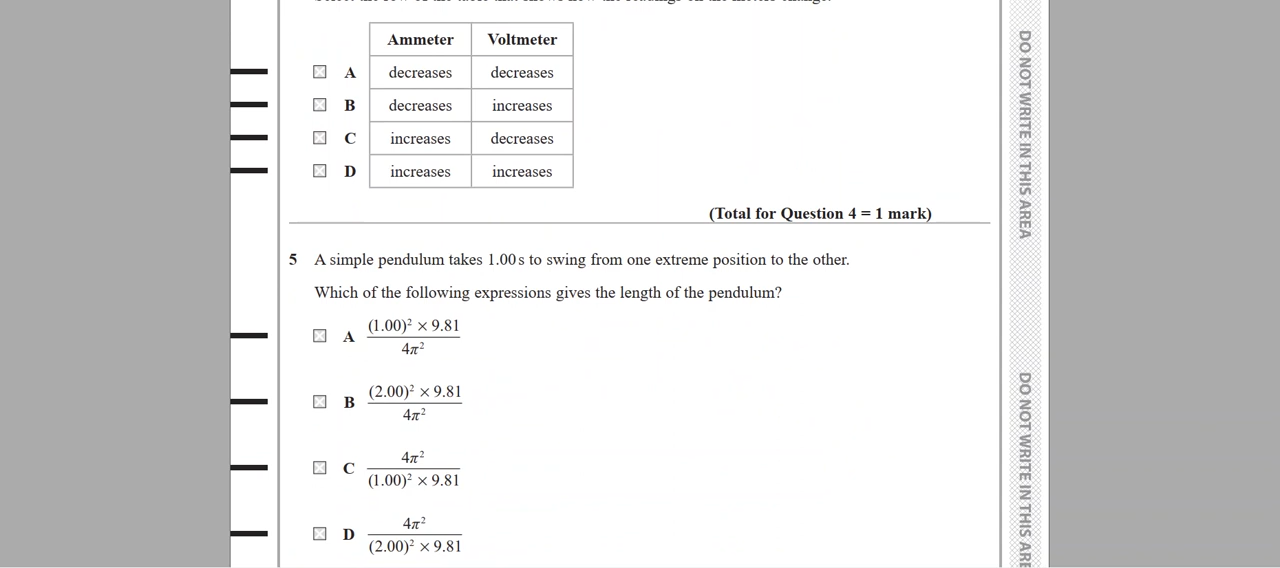 Ammeter Voltmeter
A decreases decreases
B decreases increases
C increases decreases
D increases increases
(Total for Question 4 = 1 mark)
5 A simple pendulum takes 1.00 s to swing from one extreme position to the other.
Which of the following expressions gives the length of the pendulum?
A (1.00)² × 9.81
4π²
B (2.00)² × 9.81
4π²
C 4π²
(1.00)² × 9.81
D 4π²
(2.00)² × 9.81
DO NOT WRITE IN THIS AREA
DO NOT WRITE IN THIS